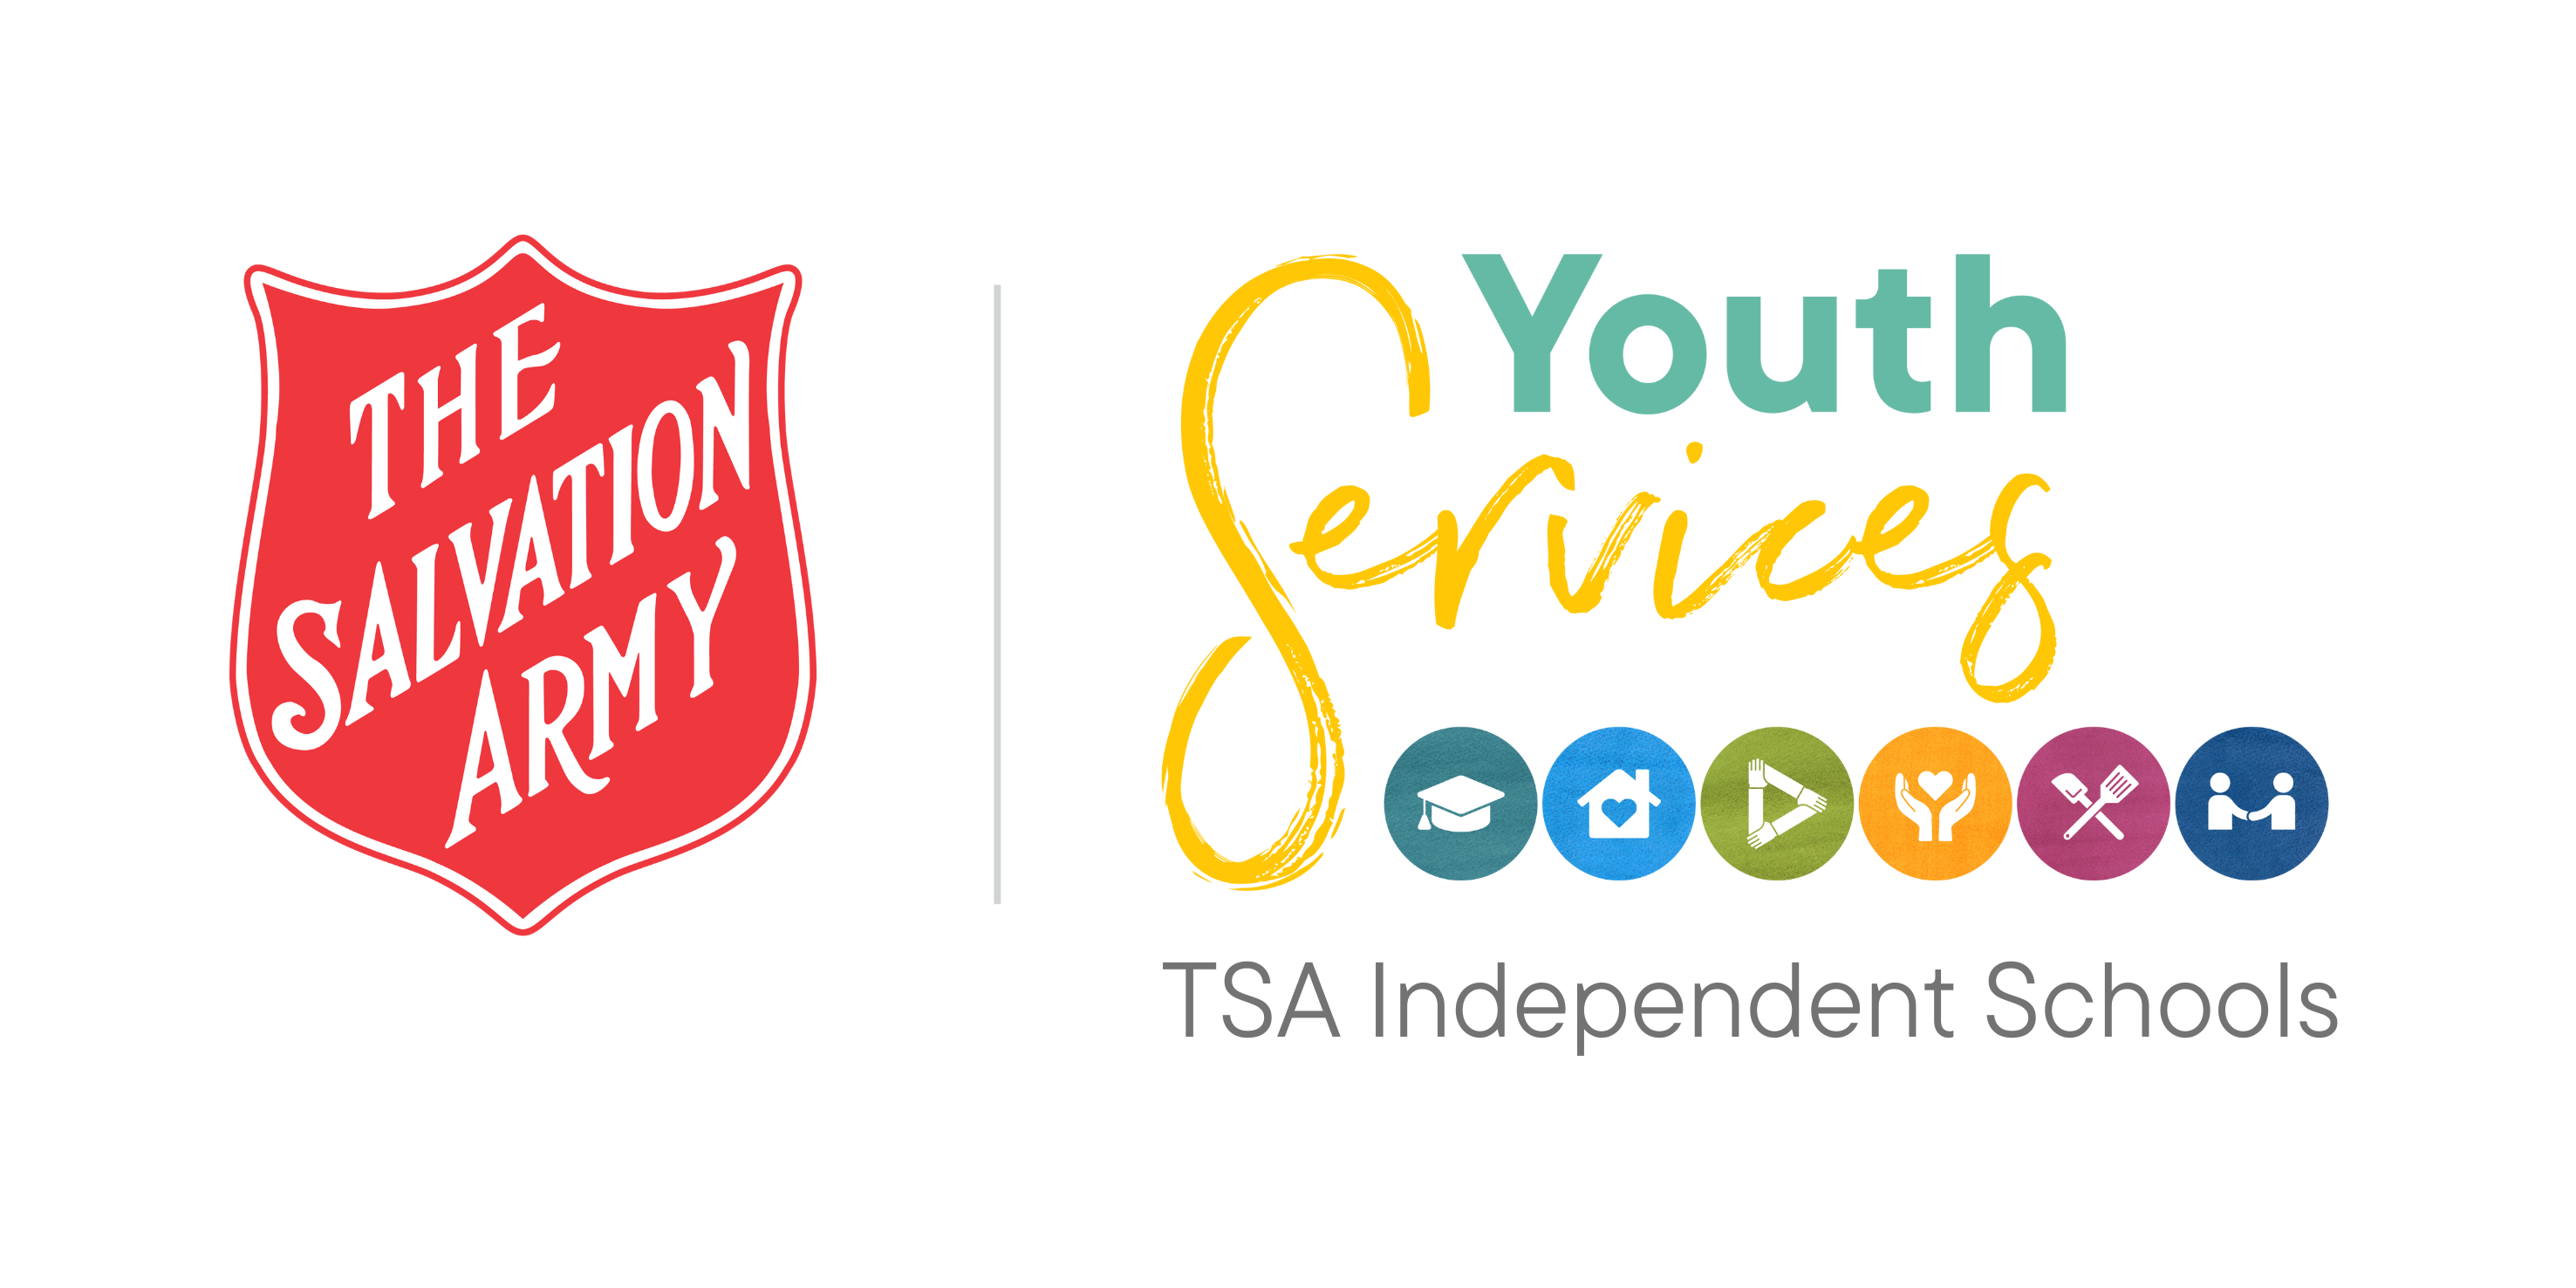 THE
SALVATION
ARMY
Youth
Services
TSA Independent Schools